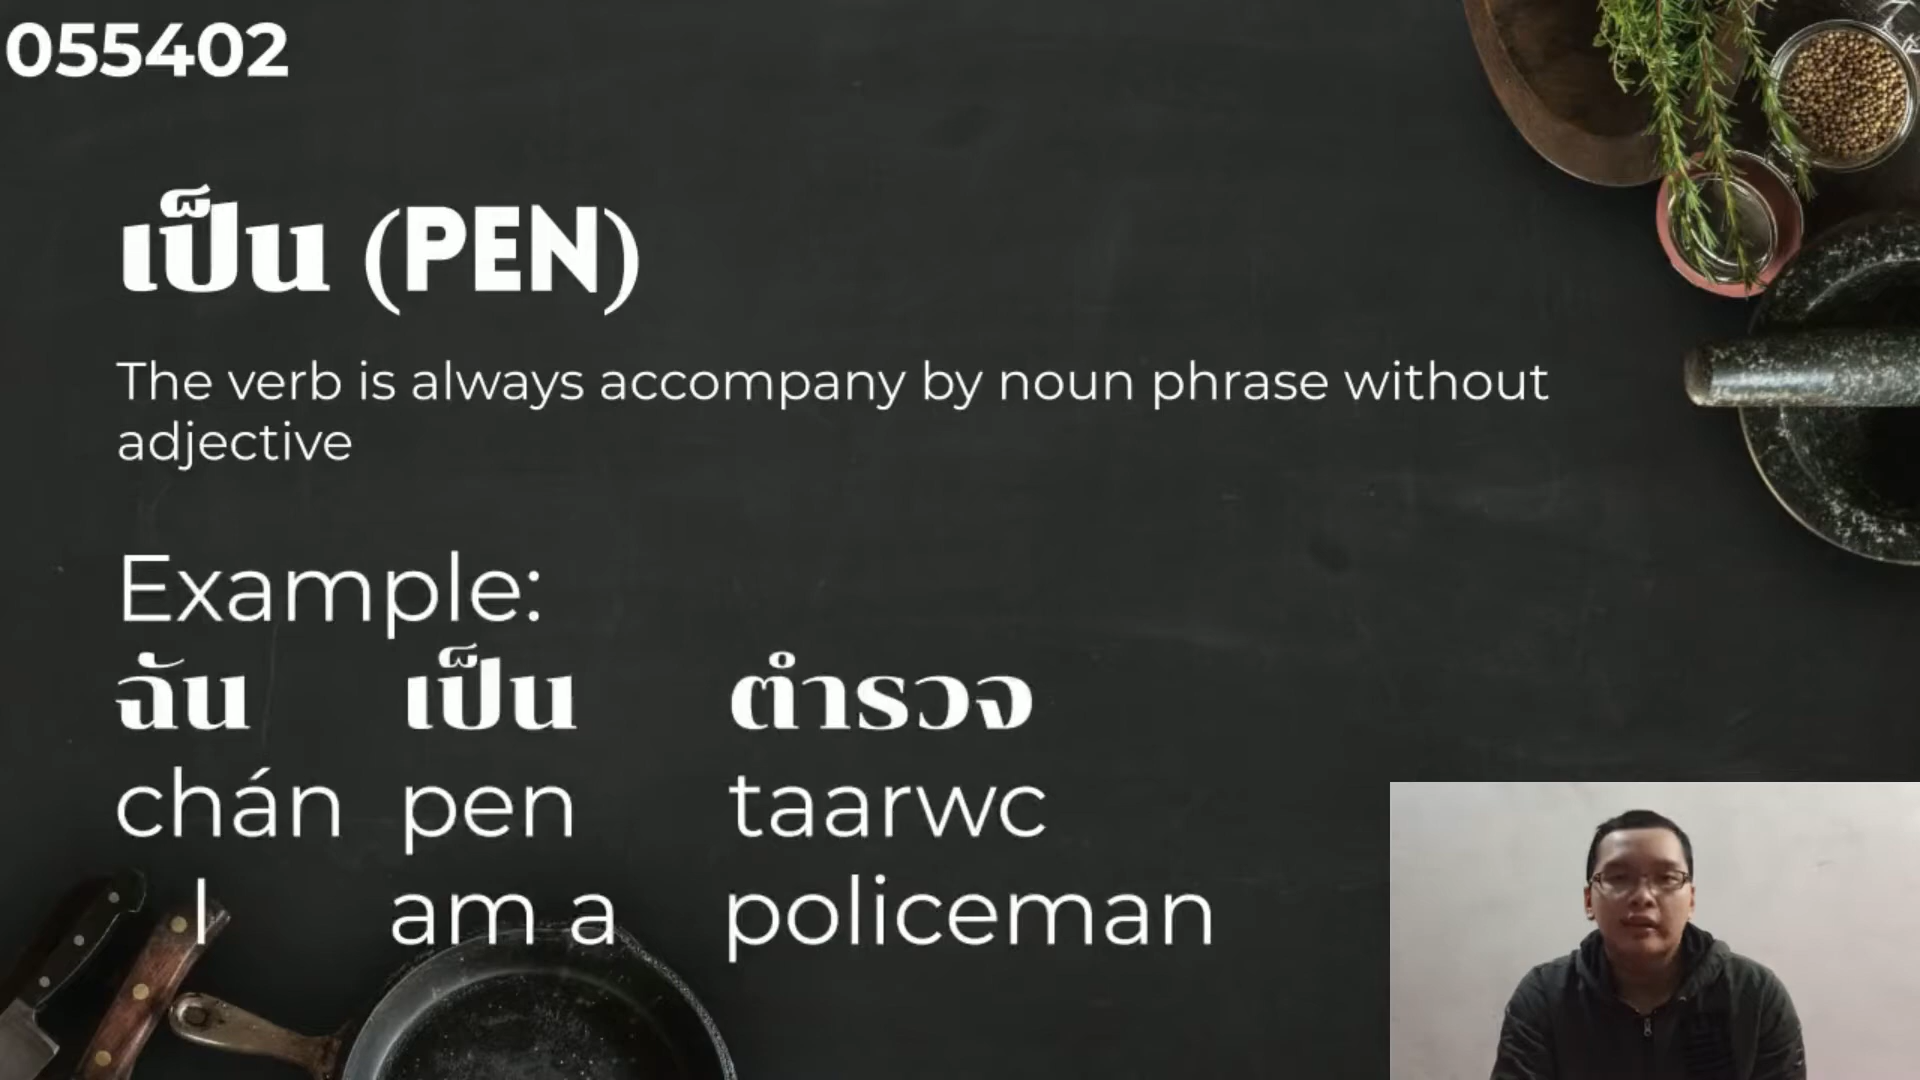 055402
เป็น (PEN)
The verb is always accompany by noun phrase without
adjective
Example:
ฉัน เป็น ตำรวจ
chán pen taarwc
I am a policeman